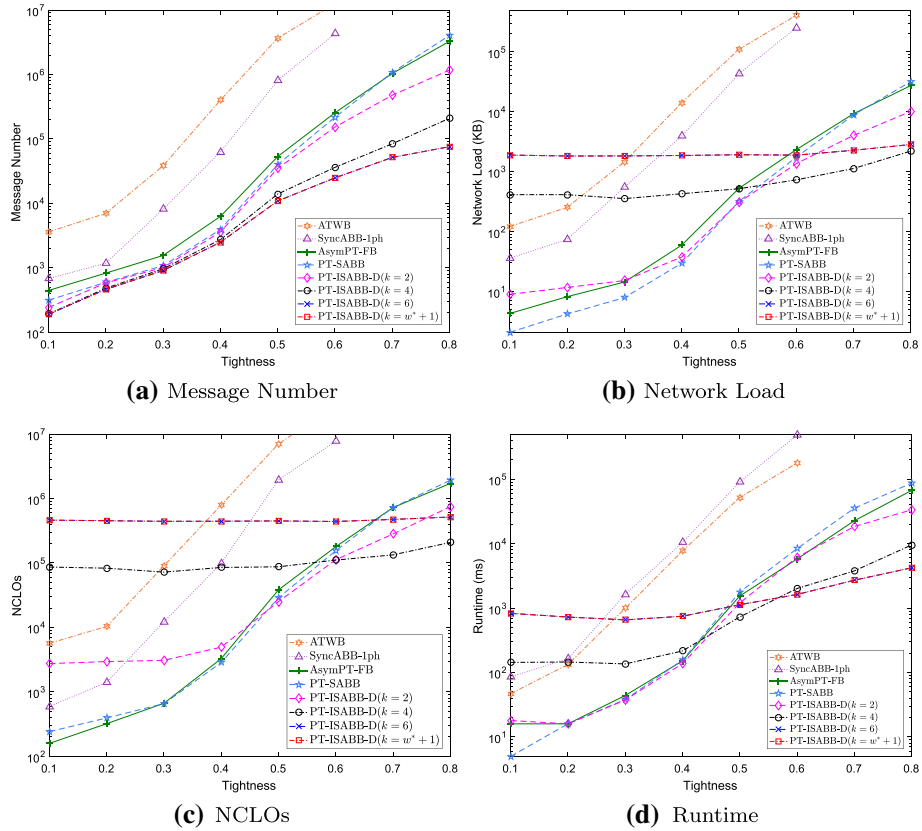 10^7
10^6
10^5
10^4
10^3
10^2
Message Number
0.1 0.2 0.3 0.4 0.5 0.6 0.7 0.8
Tightness
ATWB
SyncABB-1ph
AsymPT-FB
PT-SABB
PT-ISABB-D(k = 2)
PT-ISABB-D(k = 4)
PT-ISABB-D(k = 6)
PT-ISABB-D(k = w* + 1)
(a) Message Number
10^5
10^4
10^3
10^2
10^1
Network Load (KB)
0.1 0.2 0.3 0.4 0.5 0.6 0.7 0.8
Tightness
ATWB
SyncABB-1ph
AsymPT-FB
PT-SABB
PT-ISABB-D(k = 2)
PT-ISABB-D(k = 4)
PT-ISABB-D(k = 6)
PT-ISABB-D(k = w* + 1)
(b) Network Load
10^7
10^6
10^5
10^4
10^3
10^2
NCLOs
0.1 0.2 0.3 0.4 0.5 0.6 0.7 0.8
Tightness
ATWB
SyncABB-1ph
AsymPT-FB
PT-SABB
PT-ISABB-D(k = 2)
PT-ISABB-D(k = 4)
PT-ISABB-D(k = 6)
PT-ISABB-D(k = w* + 1)
(c) NCLOs
10^5
10^4
10^3
10^2
10^1
Runtime (ms)
0.1 0.2 0.3 0.4 0.5 0.6 0.7 0.8
Tightness
ATWB
SyncABB-1ph
AsymPT-FB
PT-SABB
PT-ISABB-D(k = 2)
PT-ISABB-D(k = 4)
PT-ISABB-D(k = 6)
PT-ISABB-D(k = w* + 1)
(d) Runtime